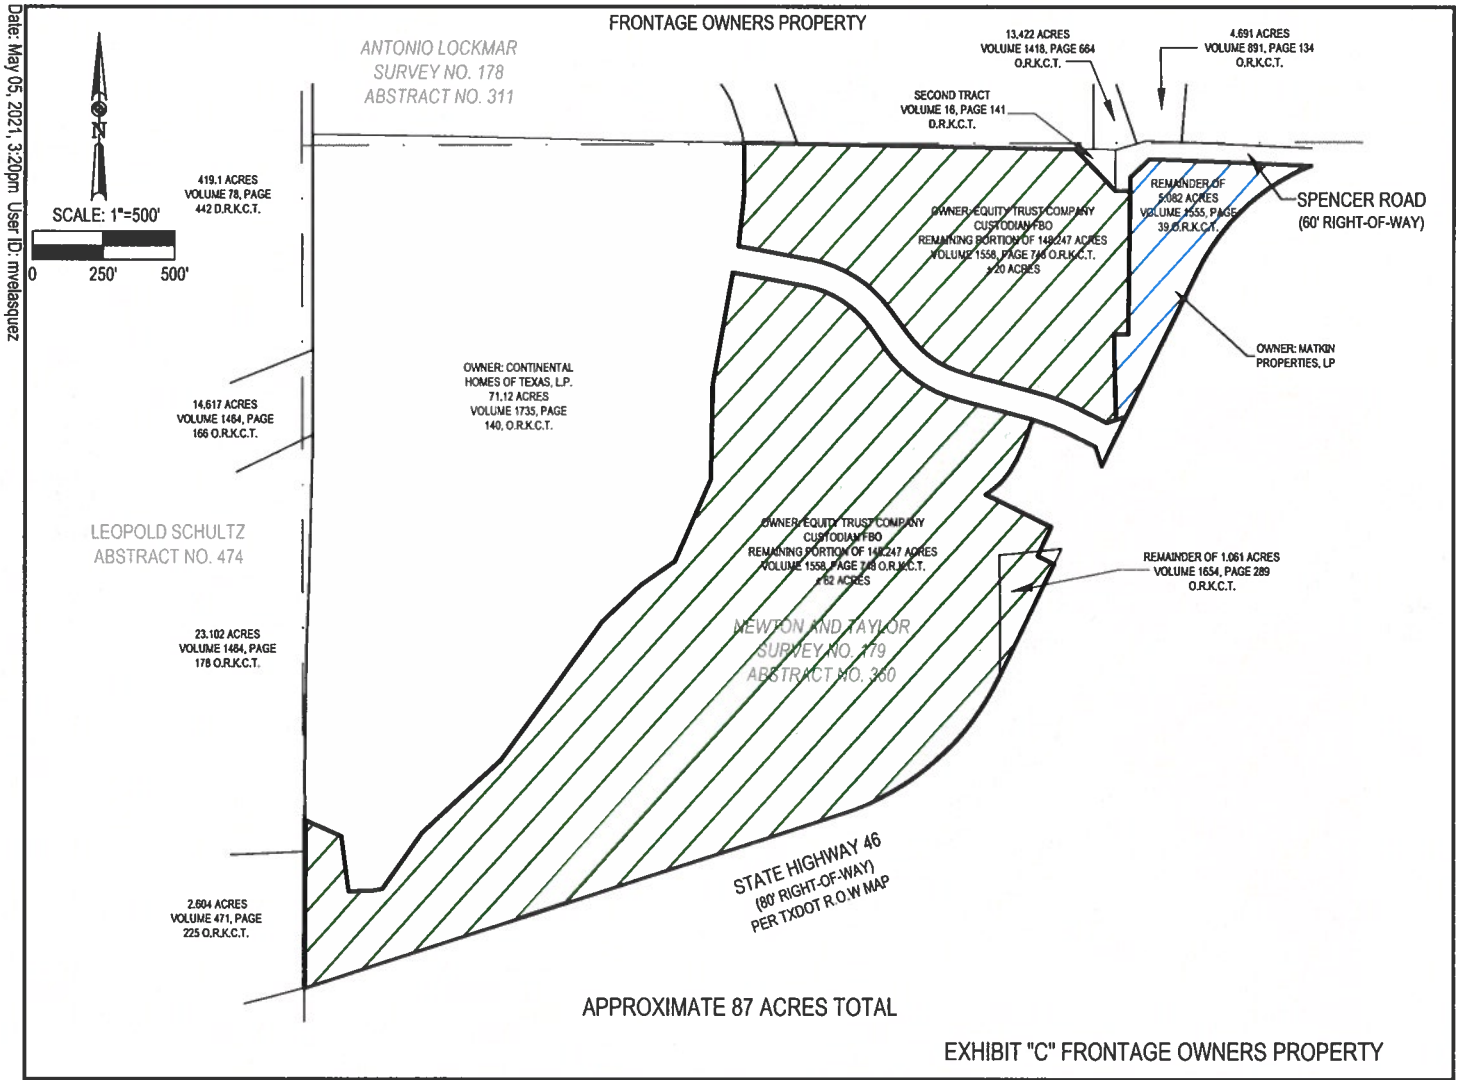 FRONTAGE OWNERS PROPERTY
Date: May 05, 2021, 3:20pm User ID: mvelasquez
ANTONIO LOCKMAR
SURVEY NO. 178
ABSTRACT NO. 311
13.422 ACRES
VOLUME 1418, PAGE 664
O.R.K.C.T.
4.691 ACRES
VOLUME 891, PAGE 134
O.R.K.C.T.
SECOND TRACT
VOLUME 16, PAGE 141
D.R.K.C.T.
N
SCALE: 1"=500'
0 250' 500'
419.1 ACRES
VOLUME 78, PAGE
442 D.R.K.C.T.
REMAINDER OF
5.082 ACRES
VOLUME 1555, PAGE
39 O.R.K.C.T.
SPENCER ROAD
(60' RIGHT-OF-WAY)
OWNER: EQUITY TRUST COMPANY
CUSTODIAN FBO
REMAINING PORTION OF 148.247 ACRES
VOLUME 1558, PAGE 748 O.R.K.C.T.
± 20 ACRES
OWNER: MATKIN
PROPERTIES, LP
OWNER: CONTINENTAL
HOMES OF TEXAS, L.P.
71.12 ACRES
VOLUME 1735, PAGE
140, O.R.K.C.T.
14.617 ACRES
VOLUME 1464, PAGE
166 O.R.K.C.T.
LEOPOLD SCHULTZ
ABSTRACT NO. 474
OWNER: EQUITY TRUST COMPANY
CUSTODIAN FBO
REMAINING PORTION OF 148.247 ACRES
VOLUME 1558, PAGE 748 O.R.K.C.T.
± 62 ACRES
REMAINDER OF 1.061 ACRES
VOLUME 1654, PAGE 289
O.R.K.C.T.
NEWTON AND TAYLOR
SURVEY NO. 179
ABSTRACT NO. 360
23.102 ACRES
VOLUME 1464, PAGE
178 O.R.K.C.T.
STATE HIGHWAY 46
(80' RIGHT-OF-WAY)
PER TXDOT R.O.W MAP
2.604 ACRES
VOLUME 471, PAGE
225 O.R.K.C.T.
APPROXIMATE 87 ACRES TOTAL
EXHIBIT "C" FRONTAGE OWNERS PROPERTY